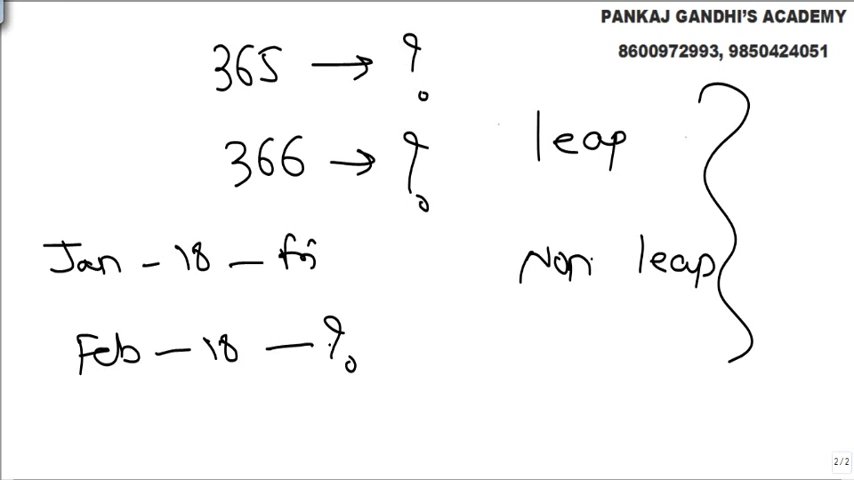 PANKAJ GANDHI'S ACADEMY
8600972993, 9850424051
365 → ?
366 → ?
leap
Jan - 18 - fri
Non leap
Feb - 18 - ?
2/2